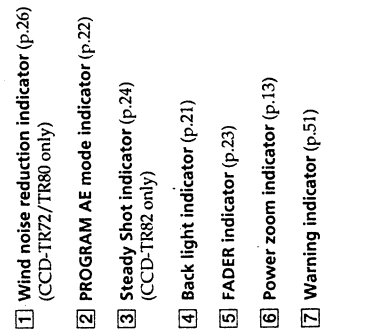 1 Wind noise reduction indicator (p.26)
(CCD-TR72/TR80 only)
2 PROGRAM AE mode indicator (p.22)
3 Steady Shot indicator (p.24)
(CCD-TR82 only)
4 Back light indicator (p.21)
5 FADER indicator (p.23)
6 Power zoom indicator (p.13)
7 Warning indicator (p.51)